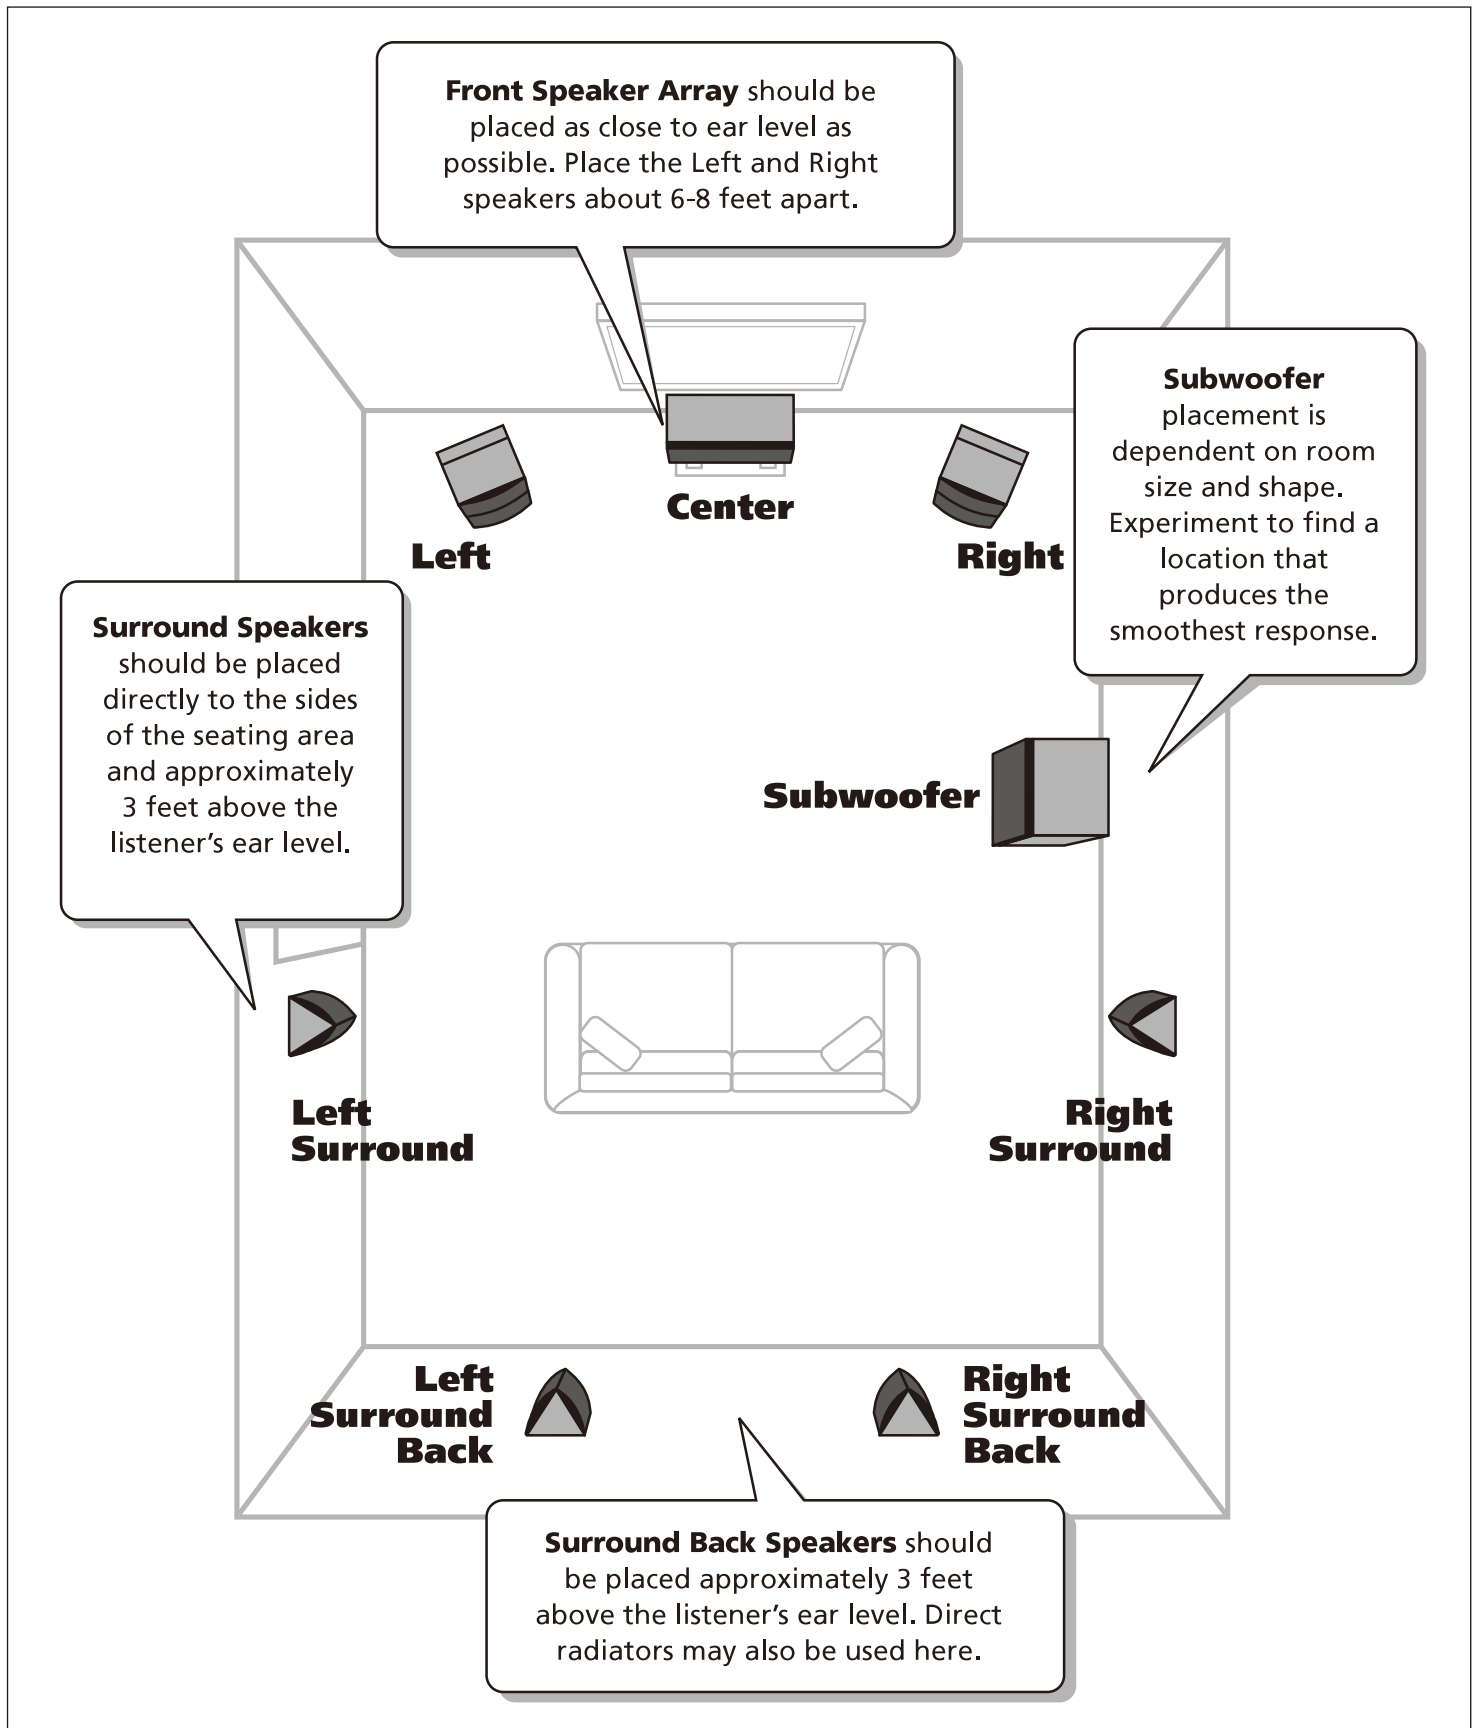 Front Speaker Array should be
placed as close to ear level as
possible. Place the Left and Right
speakers about 6-8 feet apart.
Subwoofer
placement is
dependent on room
size and shape.
Experiment to find a
location that
produces the
smoothest response.
Center
Left
Right
Surround Speakers
should be placed
directly to the sides
of the seating area
and approximately
3 feet above the
listener’s ear level.
Subwoofer
Left
Surround
Right
Surround
Left
Surround
Back
Right
Surround
Back
Surround Back Speakers should
be placed approximately 3 feet
above the listener’s ear level. Direct
radiators may also be used here.